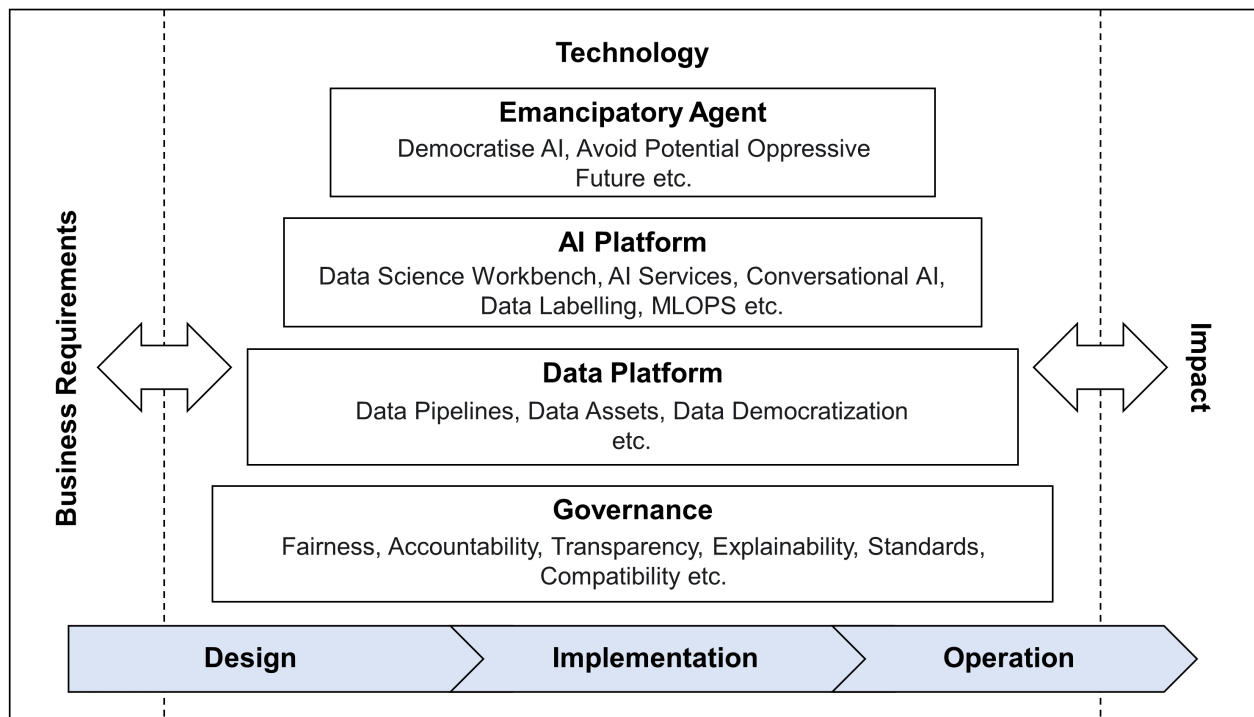 Technology
Emancipatory Agent
Democratise AI, Avoid Potential Oppressive
Future etc.
AI Platform
Data Science Workbench, AI Services, Conversational AI,
Data Labelling, MLOPS etc.
Business Requirements
Data Platform
Data Pipelines, Data Assets, Data Democratization
etc.
Impact
Governance
Fairness, Accountability, Transparency, Explainability, Standards,
Compatibility etc.
Design
Implementation
Operation